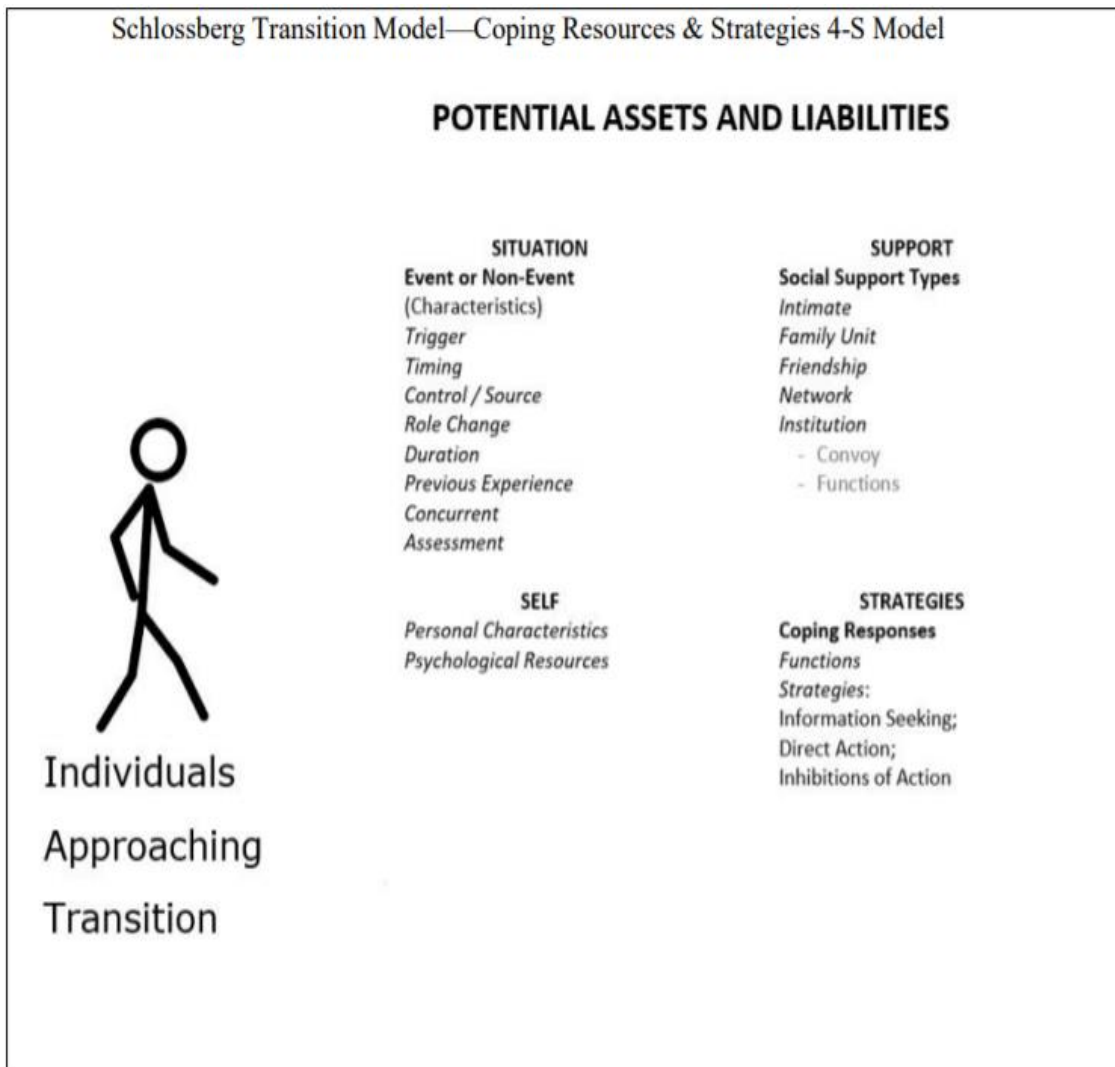 Schlossberg Transition Model—Coping Resources & Strategies 4-S Model
POTENTIAL ASSETS AND LIABILITIES
SITUATION
Event or Non-Event
(Characteristics)
Trigger
Timing
Control / Source
Role Change
Duration
Previous Experience
Concurrent
Assessment
SUPPORT
Social Support Types
Intimate
Family Unit
Friendship
Network
Institution
- Convoy
- Functions
SELF
Personal Characteristics
Psychological Resources
STRATEGIES
Coping Responses
Functions
Strategies:
Information Seeking;
Direct Action;
Inhibitions of Action
Individuals
Approaching
Transition